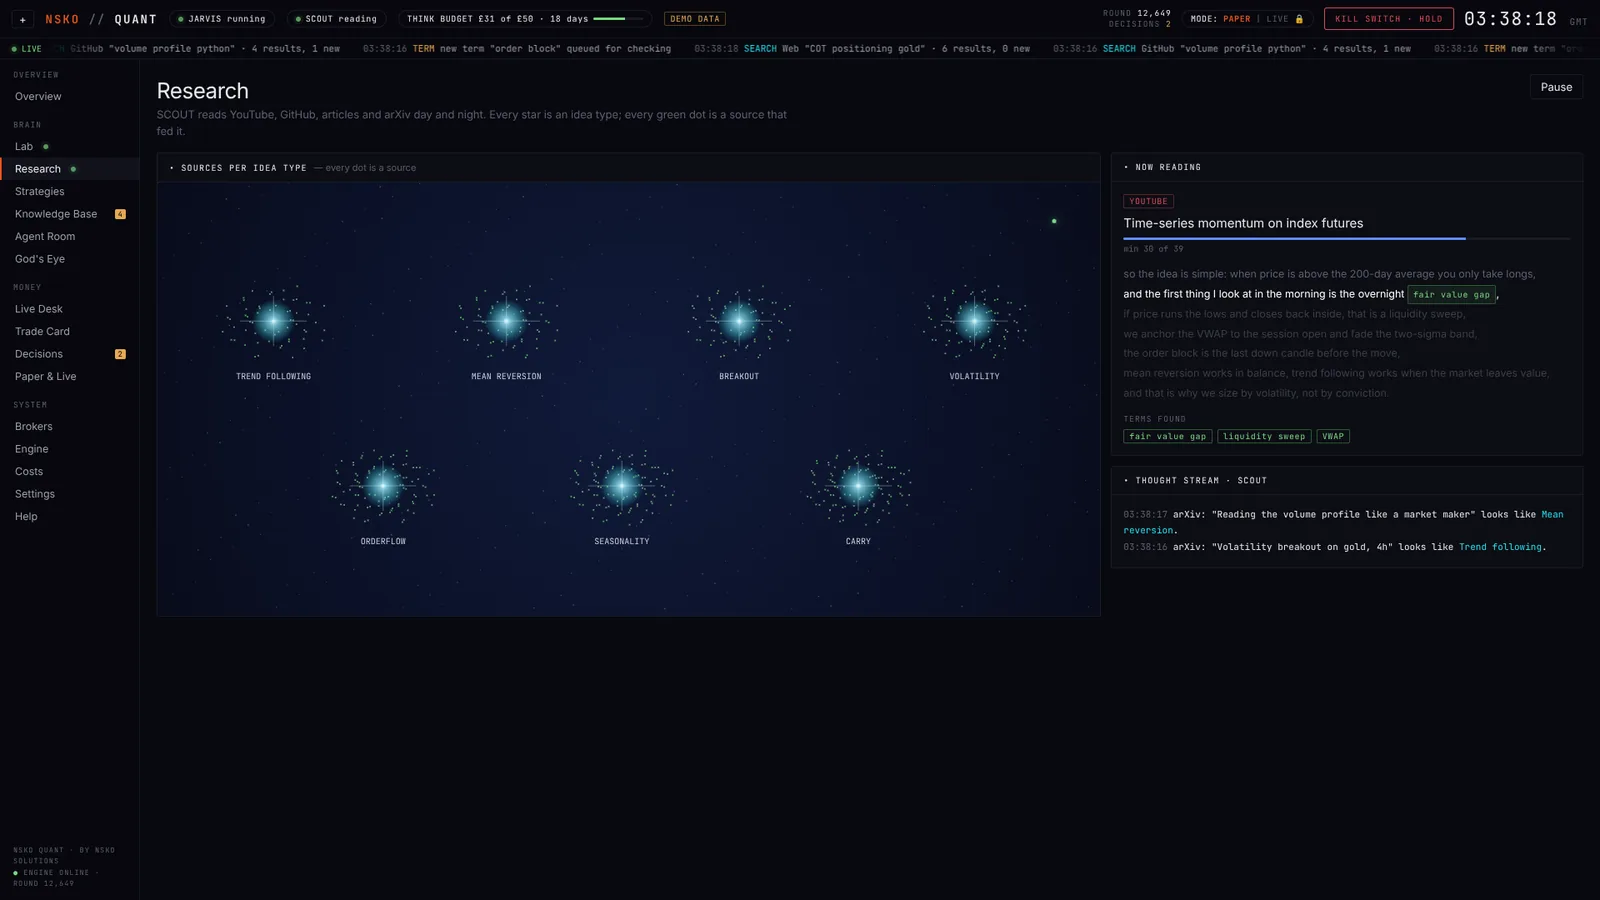 + NSKO // QUANT JARVIS running SCOUT reading THINK BUDGET £31 of £50 · 18 days DEMO DATA ROUND 12,649 DECISIONS 2 MODE: PAPER | LIVE KILL SWITCH · HOLD 03:38:18 GMT
LIVE GitHub "volume profile python" · 4 results, 1 new 03:38:16 TERM new term "order block" queued for checking 03:38:18 SEARCH Web "COT positioning gold" · 6 results, 0 new 03:38:16 SEARCH GitHub "volume profile python" · 4 results, 1 new 03:38:16 TERM new term
OVERVIEW
Overview
BRAIN
Lab
Research
Strategies
Knowledge Base 4
Agent Room
God's Eye
MONEY
Live Desk
Trade Card
Decisions 2
Paper & Live
SYSTEM
Brokers
Engine
Costs
Settings
Help
NSKO QUANT · BY NSKO
SOLUTIONS
ENGINE ONLINE ·
ROUND 12,649
Research
Pause
SCOUT reads YouTube, GitHub, articles and arXiv day and night. Every star is an idea type; every green dot is a source that
fed it.
• SOURCES PER IDEA TYPE — every dot is a source
TREND FOLLOWING MEAN REVERSION BREAKOUT VOLATILITY
ORDERFLOW SEASONALITY CARRY
• NOW READING
YOUTUBE
Time-series momentum on index futures
min 30 of 39
so the idea is simple: when price is above the 200-day average you only take longs,
and the first thing I look at in the morning is the overnight fair value gap,
if price runs the lows and closes back inside, that is a liquidity sweep,
we anchor the VWAP to the session open and fade the two-sigma band,
the order block is the last down candle before the move,
mean reversion works in balance, trend following works when the market leaves value,
and that is why we size by volatility, not by conviction.
TERMS FOUND
fair value gap liquidity sweep VWAP
• THOUGHT STREAM · SCOUT
03:38:17 arXiv: "Reading the volume profile like a market maker" looks like Mean
reversion.
03:38:16 arXiv: "Volatility breakout on gold, 4h" looks like Trend following.